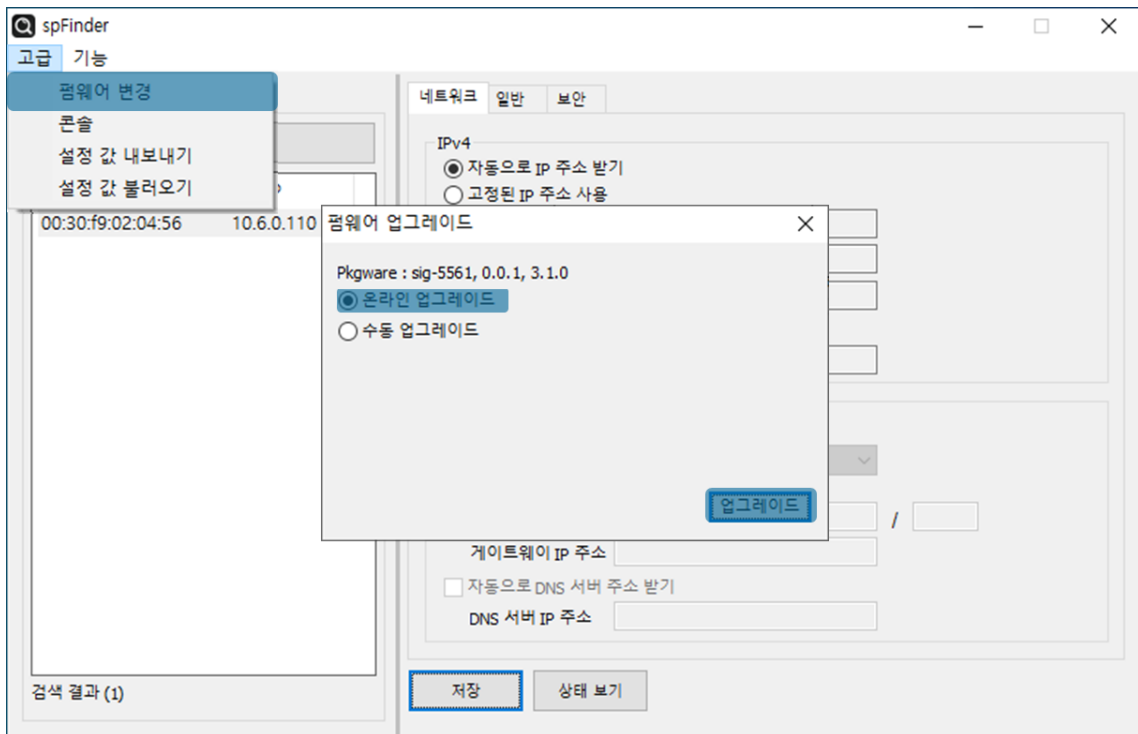 spFinder
고급 기능
펌웨어 변경
콘솔
설정 값 내보내기
설정 값 불러오기
00:30:f9:02:04:56 10.6.0.110
검색 결과 (1)
네트워크 일반 보안
IPv4
자동으로 IP 주소 받기
고정된 IP 주소 사용
펌웨어 업그레이드
Pkgware : sig-5561, 0.0.1, 3.1.0
온라인 업그레이드
수동 업그레이드
업그레이드
/
게이트웨이 IP 주소
자동으로 DNS 서버 주소 받기
DNS 서버 IP 주소
저장 상태 보기